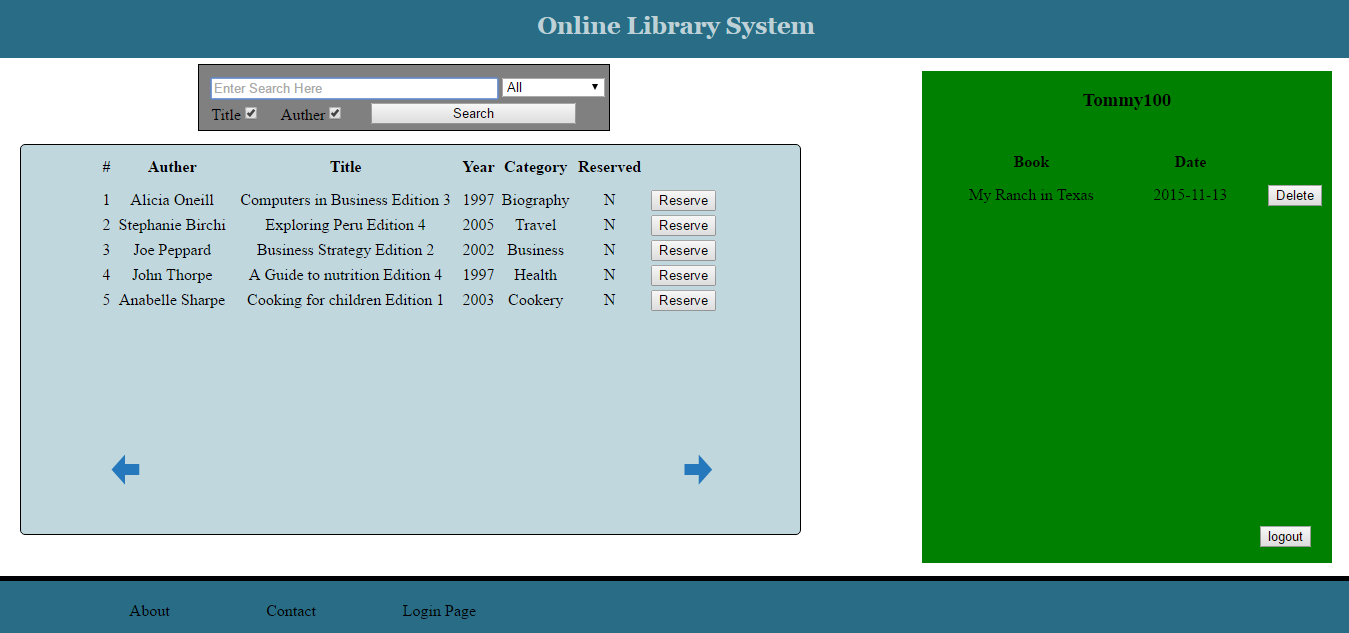 Online Library System
Enter Search Here All
Title Auther Search
# Auther Title Year Category Reserved
1 Alicia Oneill Computers in Business Edition 3 1997 Biography N Reserve
2 Stephanie Birchi Exploring Peru Edition 4 2005 Travel N Reserve
3 Joe Peppard Business Strategy Edition 2 2002 Business N Reserve
4 John Thorpe A Guide to nutrition Edition 4 1997 Health N Reserve
5 Anabelle Sharpe Cooking for children Edition 1 2003 Cookery N Reserve
Tommy100
Book Date
My Ranch in Texas 2015-11-13 Delete
logout
About Contact Login Page